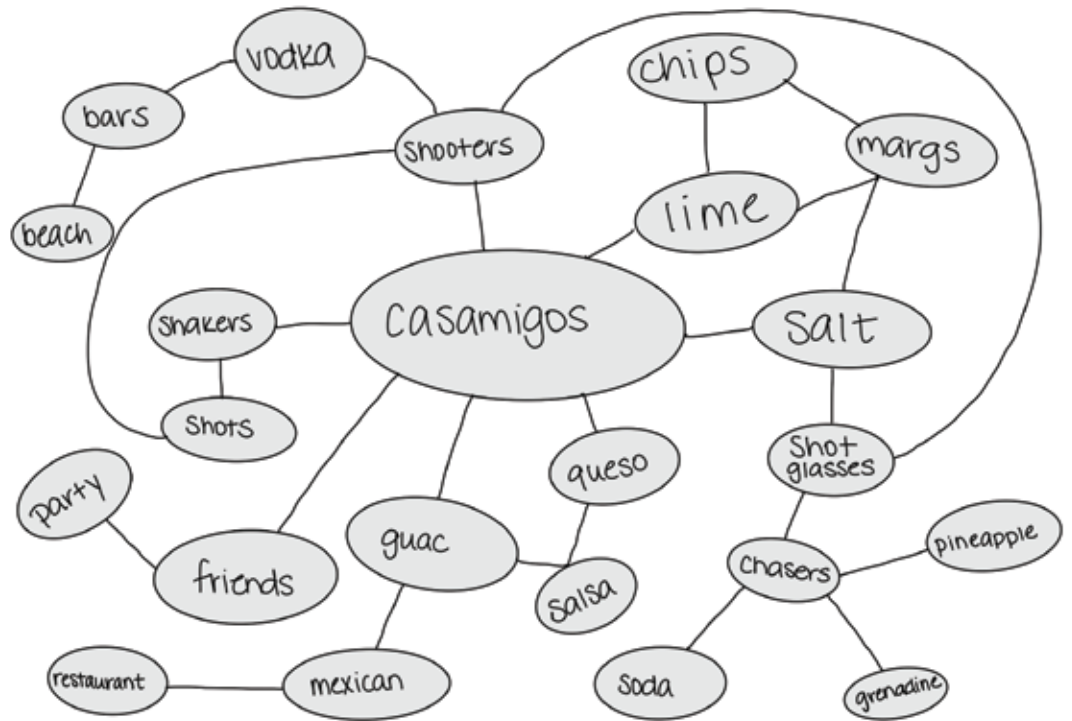 vodka
chips
bars
shooters
margs
lime
beach
casamigos
shakers
salt
shots
shot
glasses
queso
party
guac
pineapple
chasers
friends
salsa
restaurant
mexican
soda
grenadine